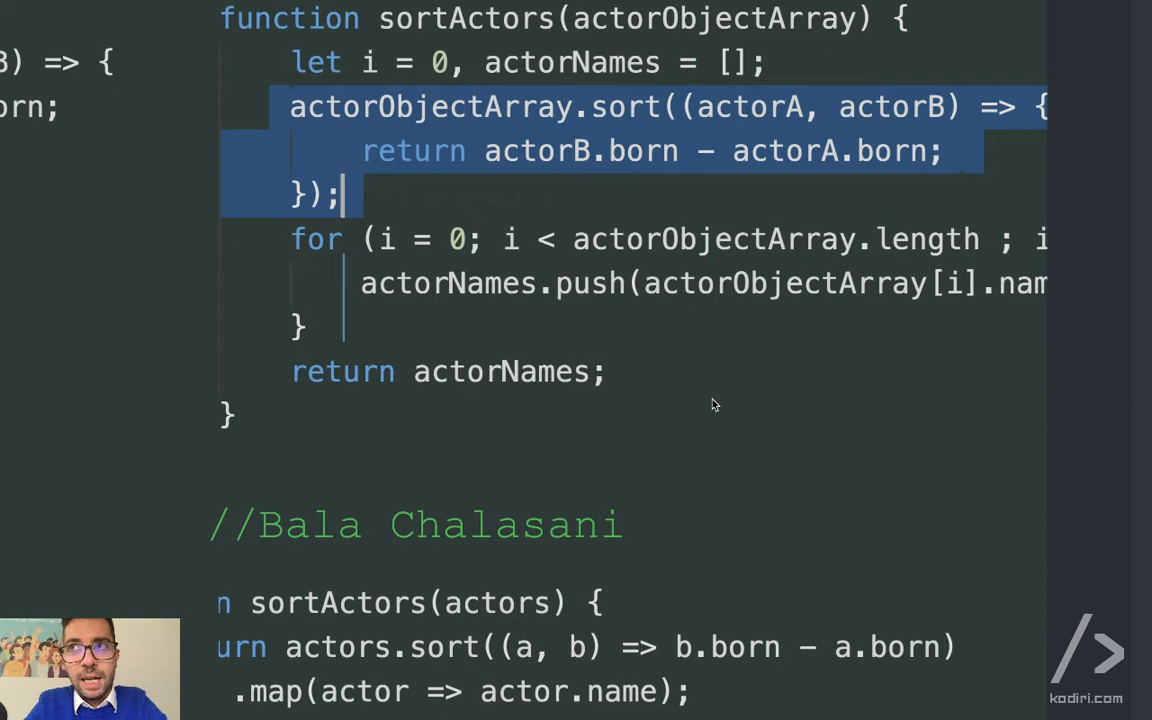 function sortActors(actorObjectArray) {
B) => {
let i = 0, actorNames = [];
orn;
actorObjectArray.sort((actorA, actorB) => {
return actorB.born - actorA.born;
});
for (i = 0; i < actorObjectArray.length ; i
actorNames.push(actorObjectArray[i].nam
}
return actorNames;
}
//Bala Chalasani
n sortActors(actors) {
urn actors.sort((a, b) => b.born - a.born)
.map(actor => actor.name);
kodiri.com